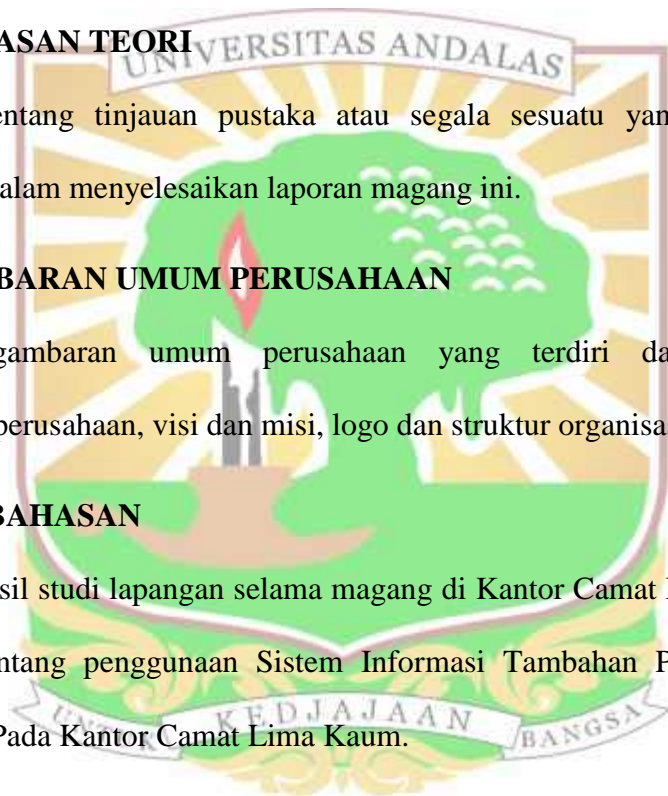 ASAN TEORI
UNIVERSITAS ANDALAS
entang tinjauan pustaka atau segala sesuatu yan
alam menyelesaikan laporan magang ini.
BARAN UMUM PERUSAHAAN
gambaran umum perusahaan yang terdiri da
perusahaan, visi dan misi, logo dan struktur organisas
BAHASAN
sil studi lapangan selama magang di Kantor Camat
ntang penggunaan Sistem Informasi Tambahan P
Pada Kantor Camat Lima Kaum.
KEDJAJAAN BANGSA